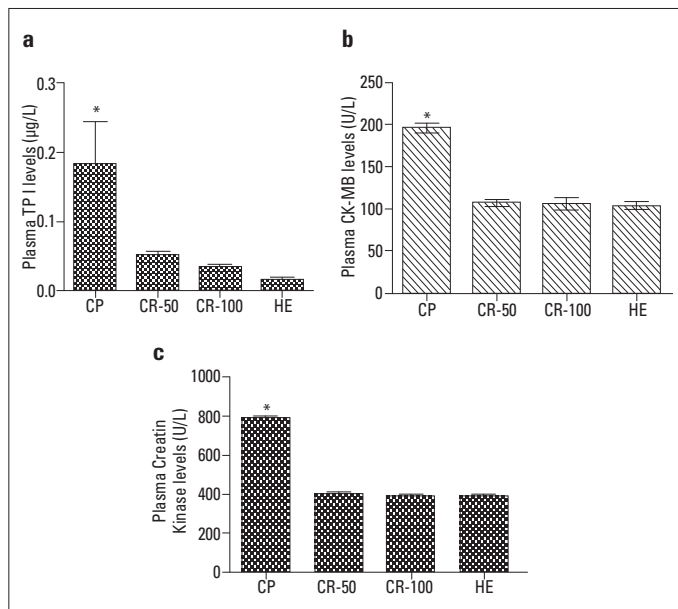 a
Plasma TP I levels (µg/L)
0.3
0.2
0.1
0.0
*
CP CR-50 CR-100 HE
b
Plasma CK-MB levels (U/L)
250
200
150
100
50
0
*
CP CR-50 CR-100 HE
c
Plasma Creatin
Kinase levels (U/L)
1000
800
600
400
200
0
*
CP CR-50 CR-100 HE